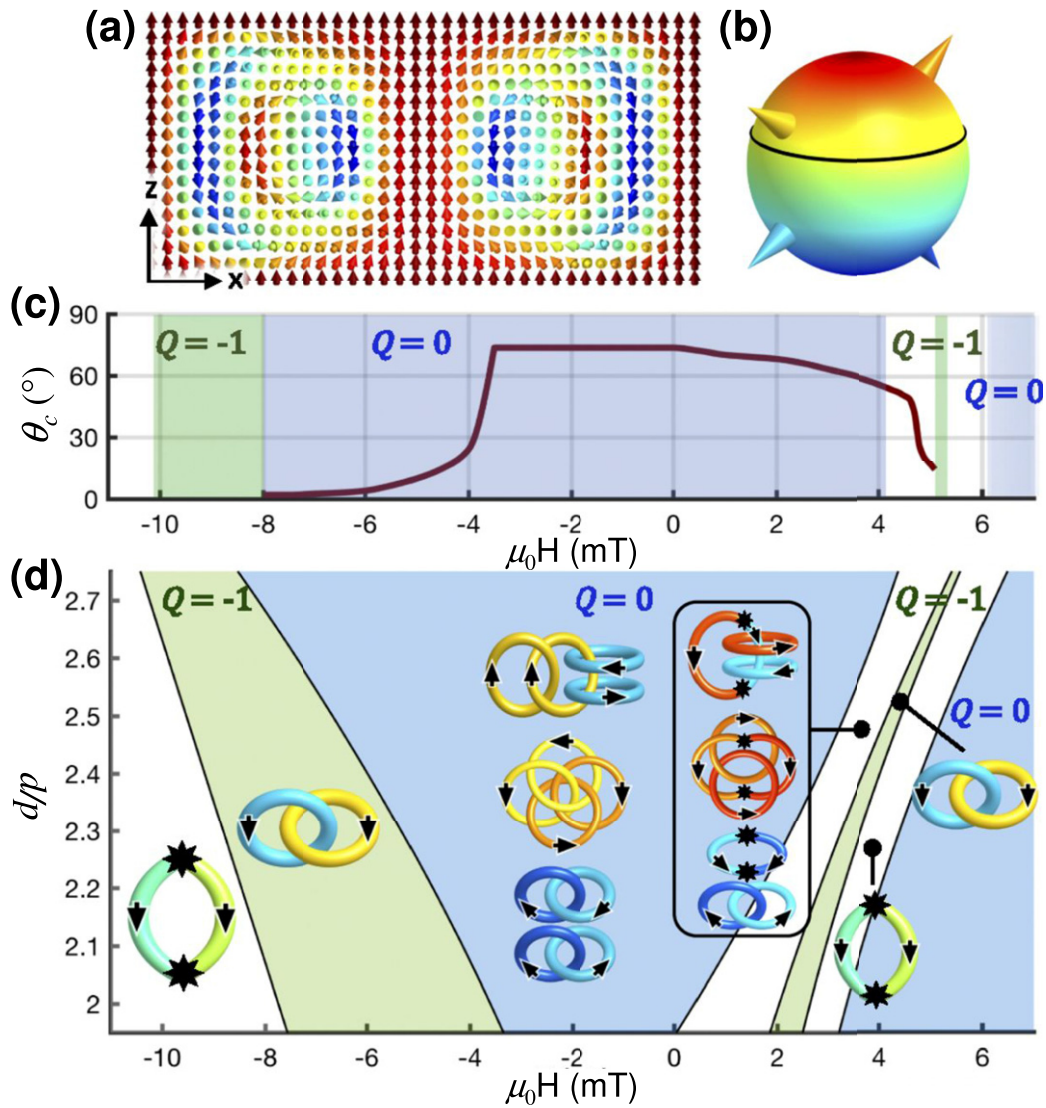 (a)
(b)
z
x
(c)
90
60
30
0
θc (°)
Q = -1
Q = 0
Q = -1
Q = 0
-10 -8 -6 -4 -2 0 2 4 6
μ0H (mT)
(d)
Q = -1
Q = 0
Q = -1
Q = 0
2.7
2.6
2.5
2.4
2.3
2.2
2.1
2
d/p
-10 -8 -6 -4 -2 0 2 4 6
μ0H (mT)